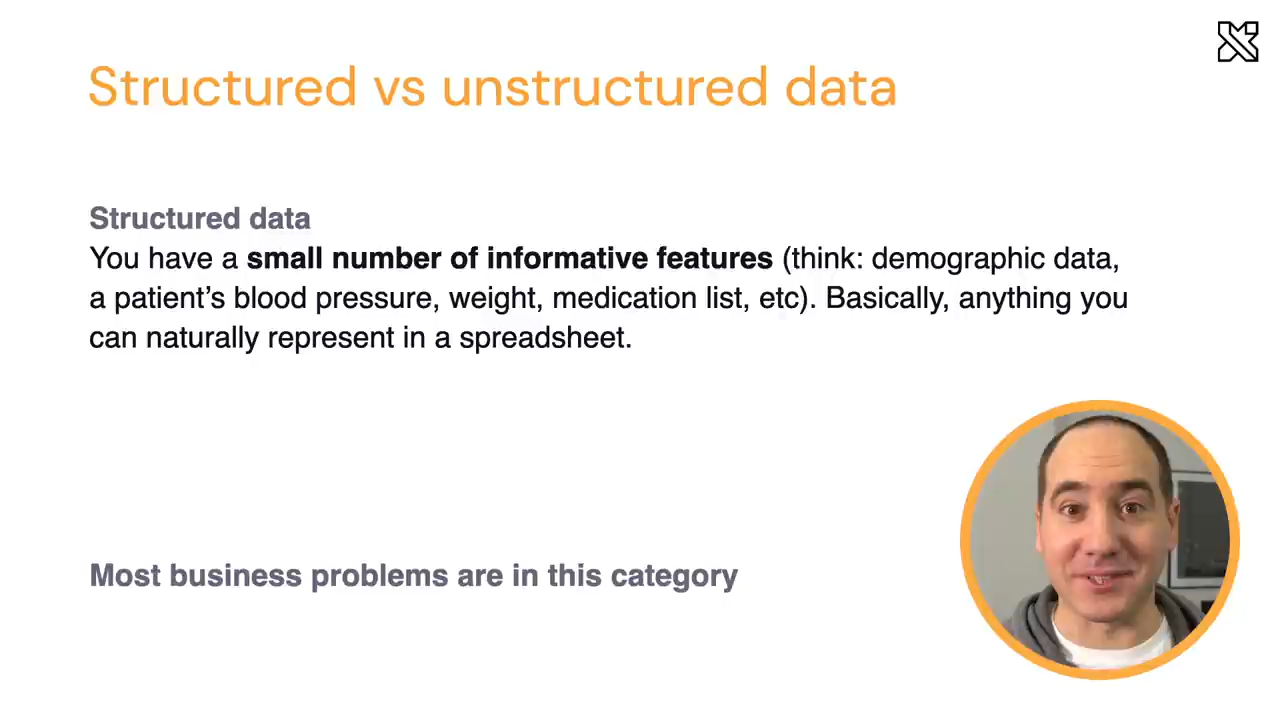 Structured vs unstructured data
Structured data
You have a small number of informative features (think: demographic data,
a patient’s blood pressure, weight, medication list, etc). Basically, anything you
can naturally represent in a spreadsheet.
Most business problems are in this category